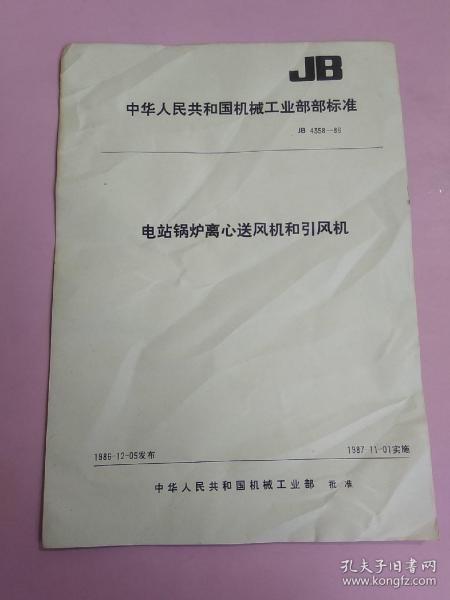 JB
中华人民共和国机械工业部部标准
JB 4358—86
电站锅炉离心送风机和引风机
1986-12-05发布
1987-11-01实施
中华人民共和国机械工业部 批准
孔夫子旧书网
www.kongfz.com